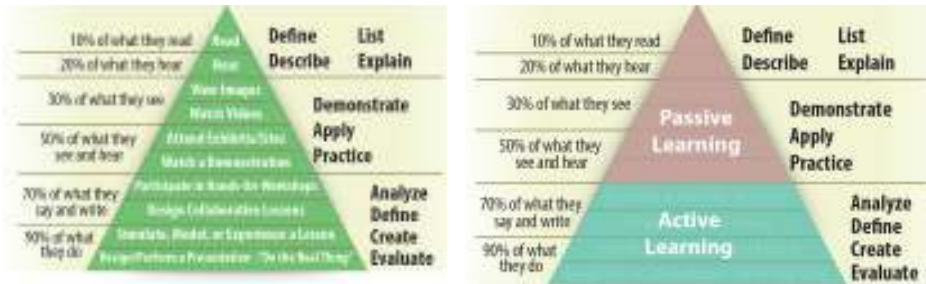 10% of what they read
20% of what they hear
30% of what they see
50% of what they
see and hear
70% of what they
say and write
90% of what
they do
Read
Hear
View Images
Watch Videos
Attend Exhibits/Sites
Watch a Demonstration
Participate in Hands-On-Workshops
Design Collaborative Lessons
Simulate, Model, or Experience a Lesson
Design/Perform a Presentation - "Do the Real Thing"
Define List
Describe Explain
Demonstrate
Apply
Practice
Analyze
Define
Create
Evaluate
10% of what they read
20% of what they hear
30% of what they see
50% of what they
see and hear
70% of what they
say and write
90% of what
they do
Passive
Learning
Active
Learning
Define List
Describe Explain
Demonstrate
Apply
Practice
Analyze
Define
Create
Evaluate